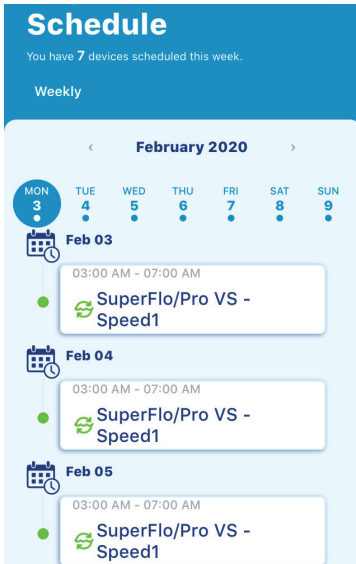 Schedule
You have 7 devices scheduled this week.
Weekly
‹ February 2020 ›
MON TUE WED THU FRI SAT SUN
3 4 5 6 7 8 9
Feb 03
03:00 AM - 07:00 AM
SuperFlo/Pro VS -
Speed1
Feb 04
03:00 AM - 07:00 AM
SuperFlo/Pro VS -
Speed1
Feb 05
03:00 AM - 07:00 AM
SuperFlo/Pro VS -
Speed1